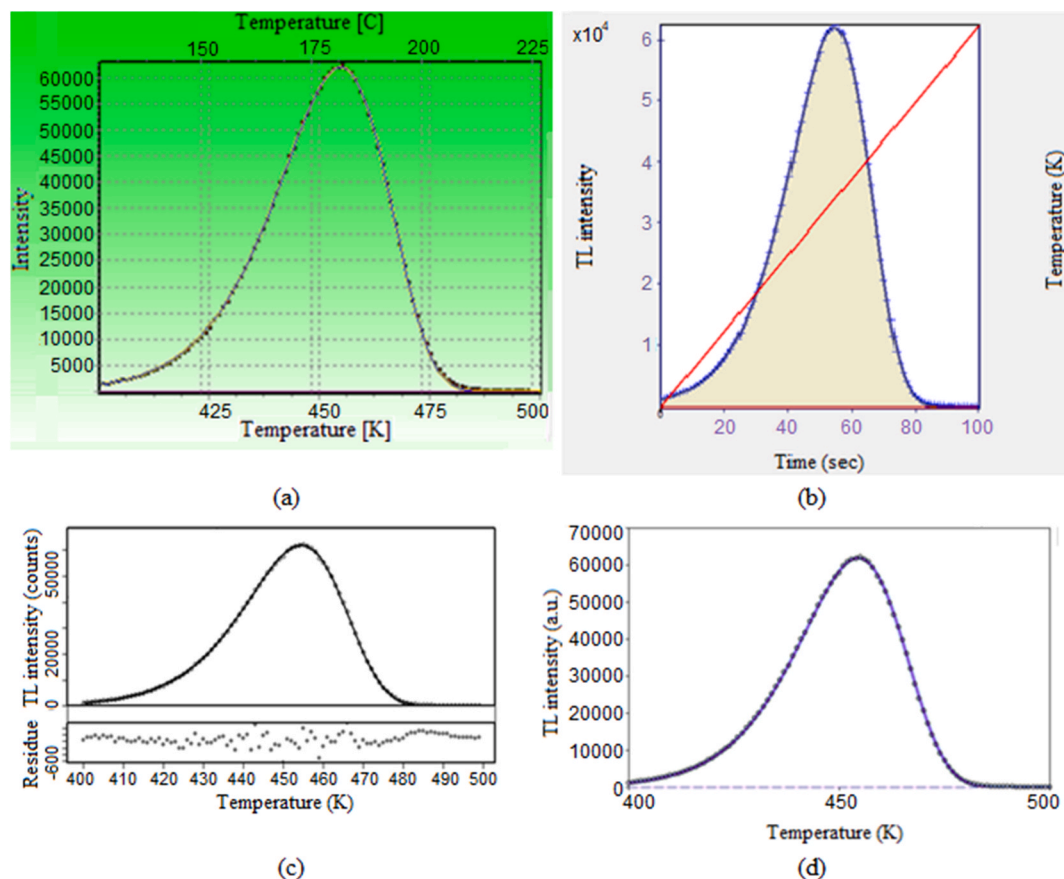 Temperature [C]
150 175 200 225
60000
55000
50000
45000
40000
35000
30000
25000
20000
15000
10000
5000
Intensity
425 450 475 500
Temperature [K]
(a)
x10⁴
6
5
4
3
2
1
TL intensity
Temperature (K)
0 20 40 60 80 100
Time (sec)
(b)
TL intensity (counts)
50000
20000
0
Residue
-600
400 410 420 430 440 450 460 470 480 490 500
Temperature (K)
(c)
70000
60000
50000
40000
30000
20000
10000
0
TL intensity (a.u.)
400 450 500
Temperature (K)
(d)